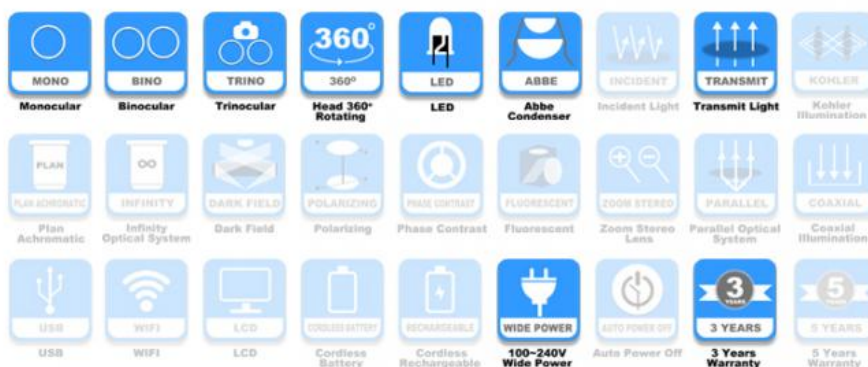 360°
MONO BINO TRINO 360° LED ABBE INCIDENT TRANSMIT KOHLER
Monocular Binocular Trinocular Head 360° Rotating LED Abbe Condenser Incident Light Transmit Light Kohler Illumination
PLAN ∞
PLAN ACHROMATIC INFINITY DARK FIELD POLARIZING PHASE CONTRAST FLUORESCENT ZOOM STEREO PARALLEL COAXIAL
Plan Achromatic Infinity Optical System Dark Field Polarizing Phase Contrast Fluorescent Zoom Stereo Lens Parallel Optical System Coaxial Illumination
3 YEARS 5 YEARS
USB WIFI LCD CORDLESS BATTERY RECHARGEABLE WIDE POWER AUTO POWER OFF 3 YEARS 5 YEARS
USB WIFI LCD Cordless Battery Cordless Rechargeable 100~240V Wide Power Auto Power Off 3 Years Warranty 5 Years Warranty